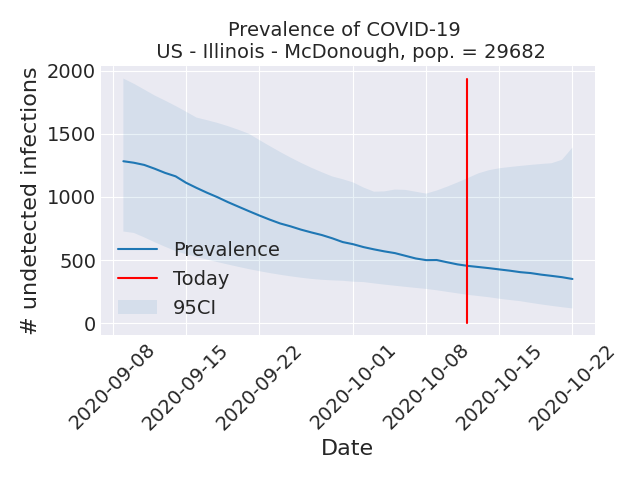 Prevalence of COVID-19
US - Illinois - McDonough, pop. = 29682
# undetected infections
2000
1500
1000
500
0
Prevalence
Today
95CI
2020-09-08
2020-09-15
2020-09-22
2020-10-01
2020-10-08
2020-10-15
2020-10-22
Date